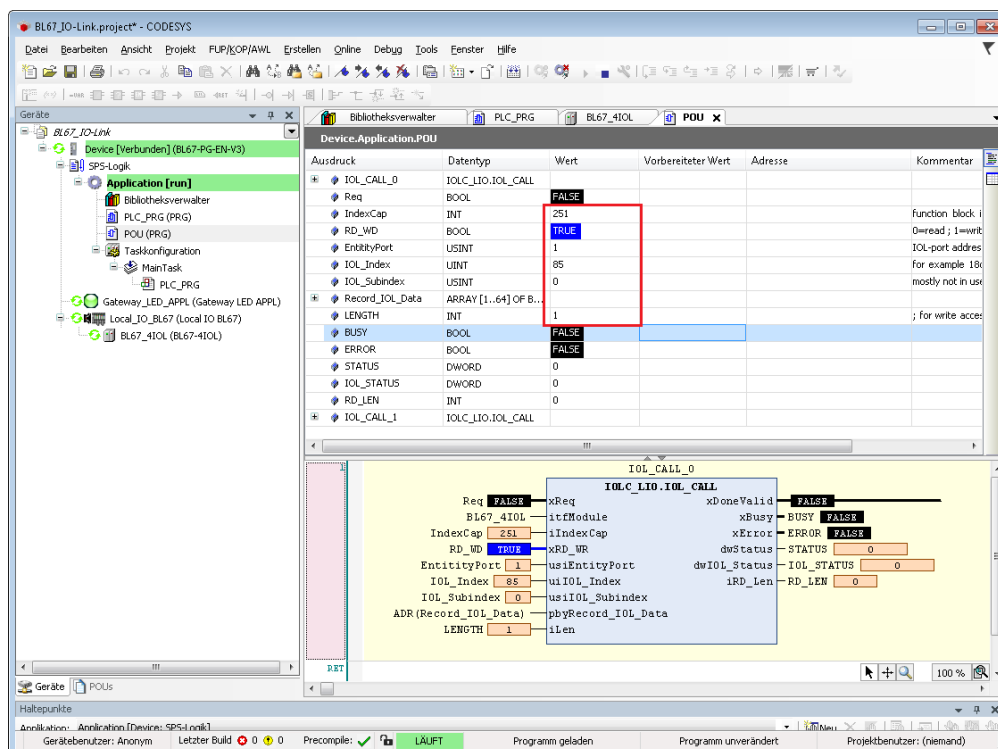 BL67_IO-Link.project* - CODESYS
Datei Bearbeiten Ansicht Projekt FUP/KOP/AWL Erstellen Online Debug Tools Fenster Hilfe
Geräte
Bibliotheksverwalter PLC_PRG BL67_4IOL POU
BL67_IO-Link
Device [Verbunden] (BL67-PG-EN-V3)
SPS-Logik
Application [run]
Bibliotheksverwalter
PLC_PRG (PRG)
POU (PRG)
Taskkonfiguration
MainTask
PLC_PRG
Gateway_LED_APPL (Gateway LED APPL)
Local_IO_BL67 (Local IO BL67)
BL67_4IOL (BL67-4IOL)
Device.Application.POU
Ausdruck Datentyp Wert Vorbereiteter Wert Adresse Kommentar
IOL_CALL_0 IOLC_LIO.IOL_CALL
Req BOOL FALSE
IndexCap INT 251 function block i
RD_WD BOOL TRUE 0=read ; 1=writ
EntitityPort USINT 1 IOL-port addres
IOL_Index UINT 85 for example 18
IOL_Subindex USINT 0 mostly not in use
Record_IOL_Data ARRAY [1..64] OF B...
LENGTH INT 1 ; for write acces
BUSY BOOL FALSE
ERROR BOOL FALSE
STATUS DWORD 0
IOL_STATUS DWORD 0
RD_LEN INT 0
IOL_CALL_1 IOLC_LIO.IOL_CALL
1
IOL_CALL_0
IOLC_LIO.IOL_CALL
Req FALSE xReq xDoneValid FALSE
BL67_4IOL itfModule xBusy BUSY FALSE
IndexCap 251 iIndexCap xError ERROR FALSE
RD_WD TRUE xRD_WR dwStatus STATUS 0
EntitityPort 1 usiEntityPort dwIOL_Status IOL_STATUS 0
IOL_Index 85 uiIOL_Index iRD_Len RD_LEN 0
IOL_Subindex 0 usiIOL_Subindex
ADR(Record_IOL_Data) pbyRecord_IOL_Data
LENGTH 1 iLen
RET
100 %
Geräte POUs
Haltepunkte
Applikation: Application [Device: SPS-Logik] Neu
Gerätebenutzer: Anonym Letzter Build 0 0 Precompile: LÄUFT Programm geladen Programm unverändert Projektbenutzer: (niemand)